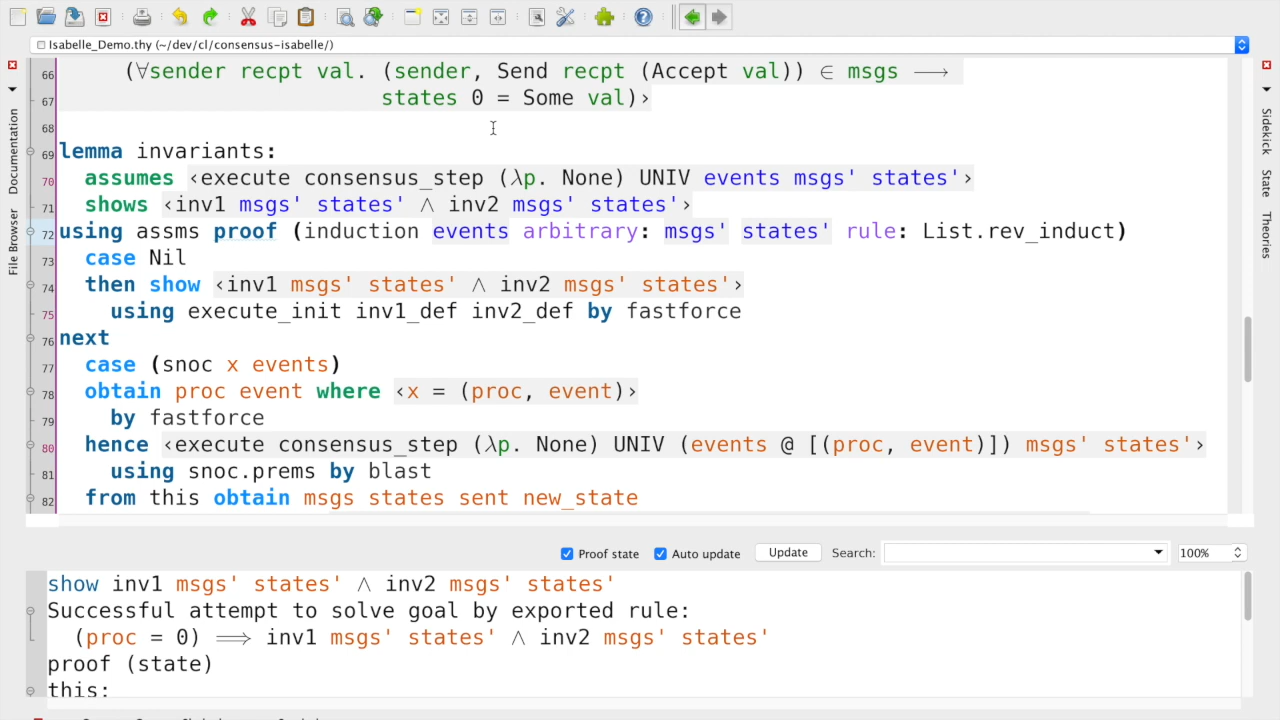 Isabelle_Demo.thy (~/dev/cl/consensus-isabelle/)
66 (∀sender recpt val. (sender, Send recpt (Accept val)) ∈ msgs ⟶
67 states 0 = Some val)›
68
69 lemma invariants:
70 assumes ‹execute consensus_step (λp. None) UNIV events msgs' states'›
71 shows ‹inv1 msgs' states' ∧ inv2 msgs' states'›
72 using assms proof (induction events arbitrary: msgs' states' rule: List.rev_induct)
73 case Nil
74 then show ‹inv1 msgs' states' ∧ inv2 msgs' states'›
75 using execute_init inv1_def inv2_def by fastforce
76 next
77 case (snoc x events)
78 obtain proc event where ‹x = (proc, event)›
79 by fastforce
80 hence ‹execute consensus_step (λp. None) UNIV (events @ [(proc, event)]) msgs' states'›
81 using snoc.prems by blast
82 from this obtain msgs states sent new_state
Documentation
File Browser
Sidekick
State
Theories
Proof state Auto update Update Search: 100%
show inv1 msgs' states' ∧ inv2 msgs' states'
Successful attempt to solve goal by exported rule:
(proc = 0) ⟹ inv1 msgs' states' ∧ inv2 msgs' states'
proof (state)
this: